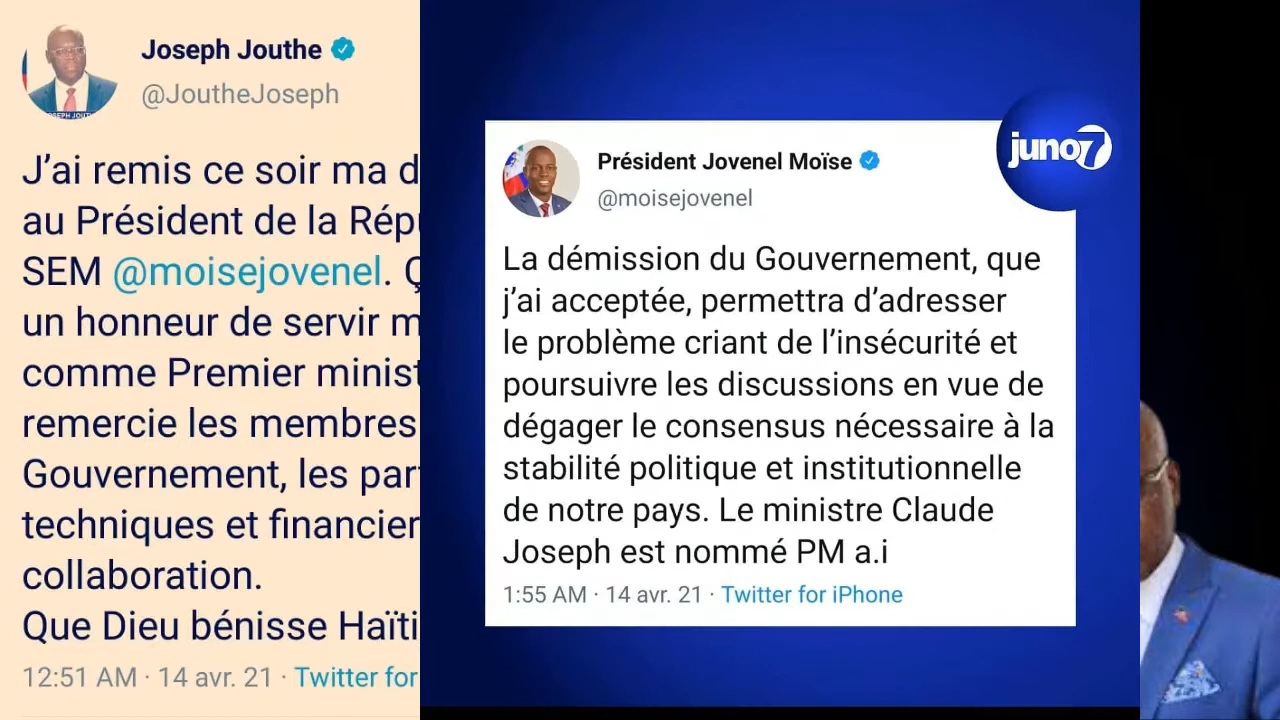 Joseph Jouthe
@JoutheJoseph
J'ai remis ce soir ma d
au Président de la Rép
SEM @moisejovenel. Ç
un honneur de servir m
comme Premier minist
remercie les membres
Gouvernement, les par
techniques et financier
collaboration.
Que Dieu bénisse Haïti
12:51 AM · 14 avr. 21 · Twitter for
juno7
Président Jovenel Moïse
@moisejovenel
La démission du Gouvernement, que
j'ai acceptée, permettra d'adresser
le problème criant de l'insécurité et
poursuivre les discussions en vue de
dégager le consensus nécessaire à la
stabilité politique et institutionnelle
de notre pays. Le ministre Claude
Joseph est nommé PM a.i
1:55 AM · 14 avr. 21 · Twitter for iPhone